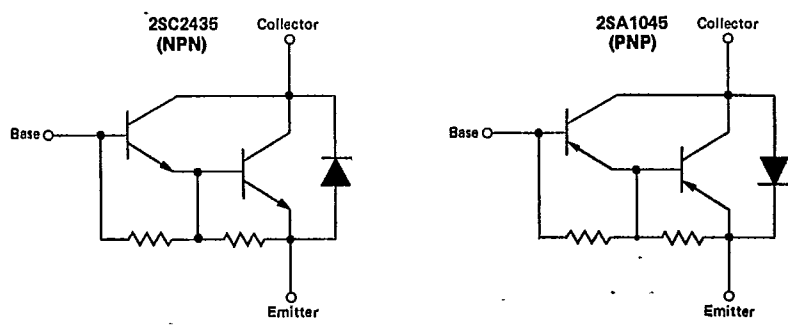 2SC2435
(NPN)
Collector
Base
Emitter
2SA1045
(PNP)
Collector
Base
Emitter